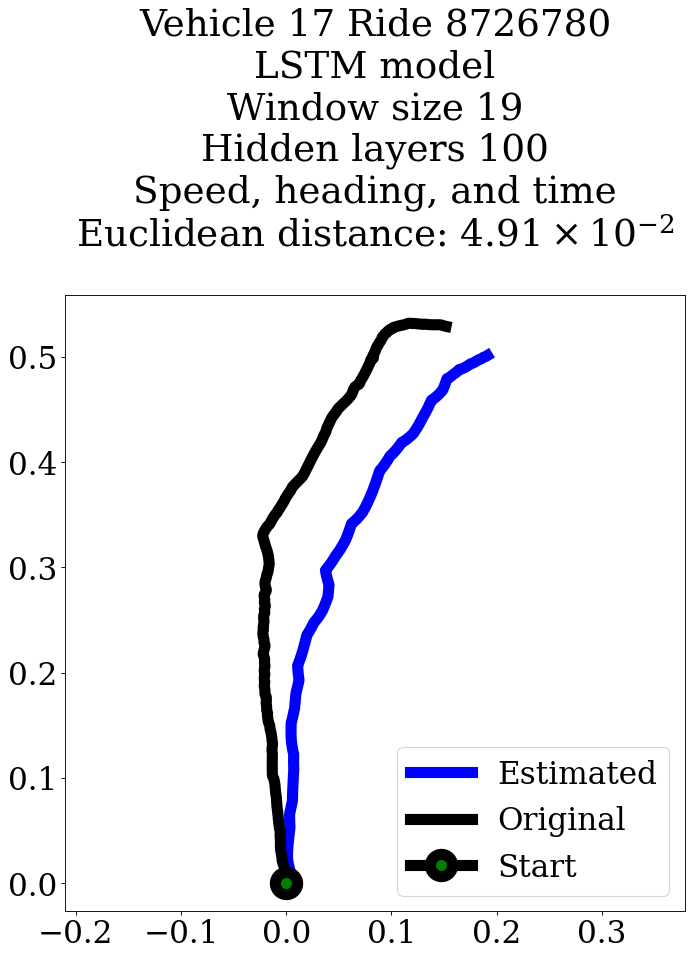 Vehicle 17 Ride 8726780
LSTM model
Window size 19
Hidden layers 100
Speed, heading, and time
Euclidean distance: 4.91 × 10⁻²
0.5
0.4
0.3
0.2
0.1
0.0
Estimated
Original
Start
−0.2 −0.1 0.0 0.1 0.2 0.3